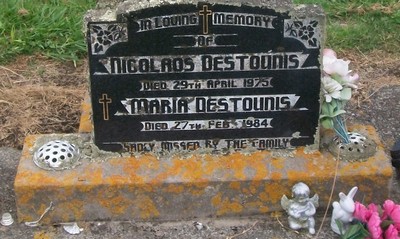 IN LOVING MEMORY
OF
NICOLAOS DESTOUNIS
DIED 29TH APRIL 1975
MARIA DESTOUNIS
DIED 27TH FEB. 1984
SADLY MISSED BY THE FAMILY